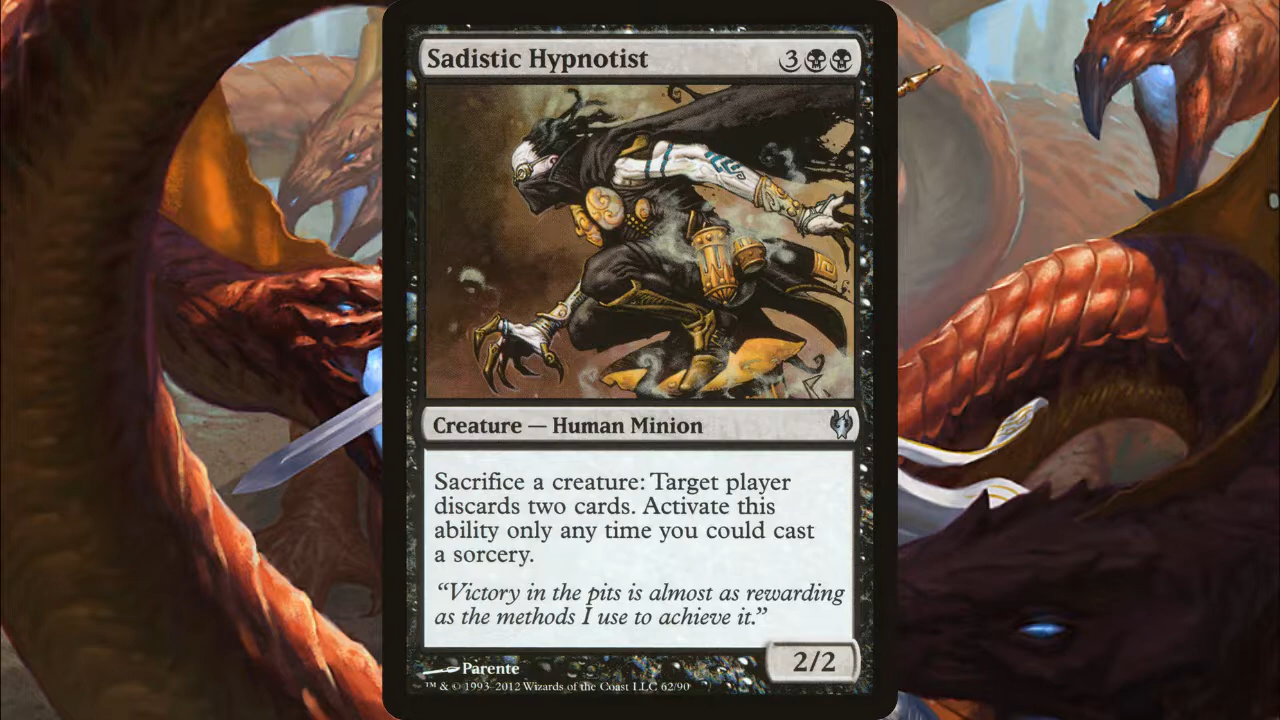 Sadistic Hypnotist 3
Creature — Human Minion
Sacrifice a creature: Target player
discards two cards. Activate this
ability only any time you could cast
a sorcery.
“Victory in the pits is almost as rewarding
as the methods I use to achieve it.”
2/2
Parente
™ & © 1993–2012 Wizards of the Coast LLC 62/90